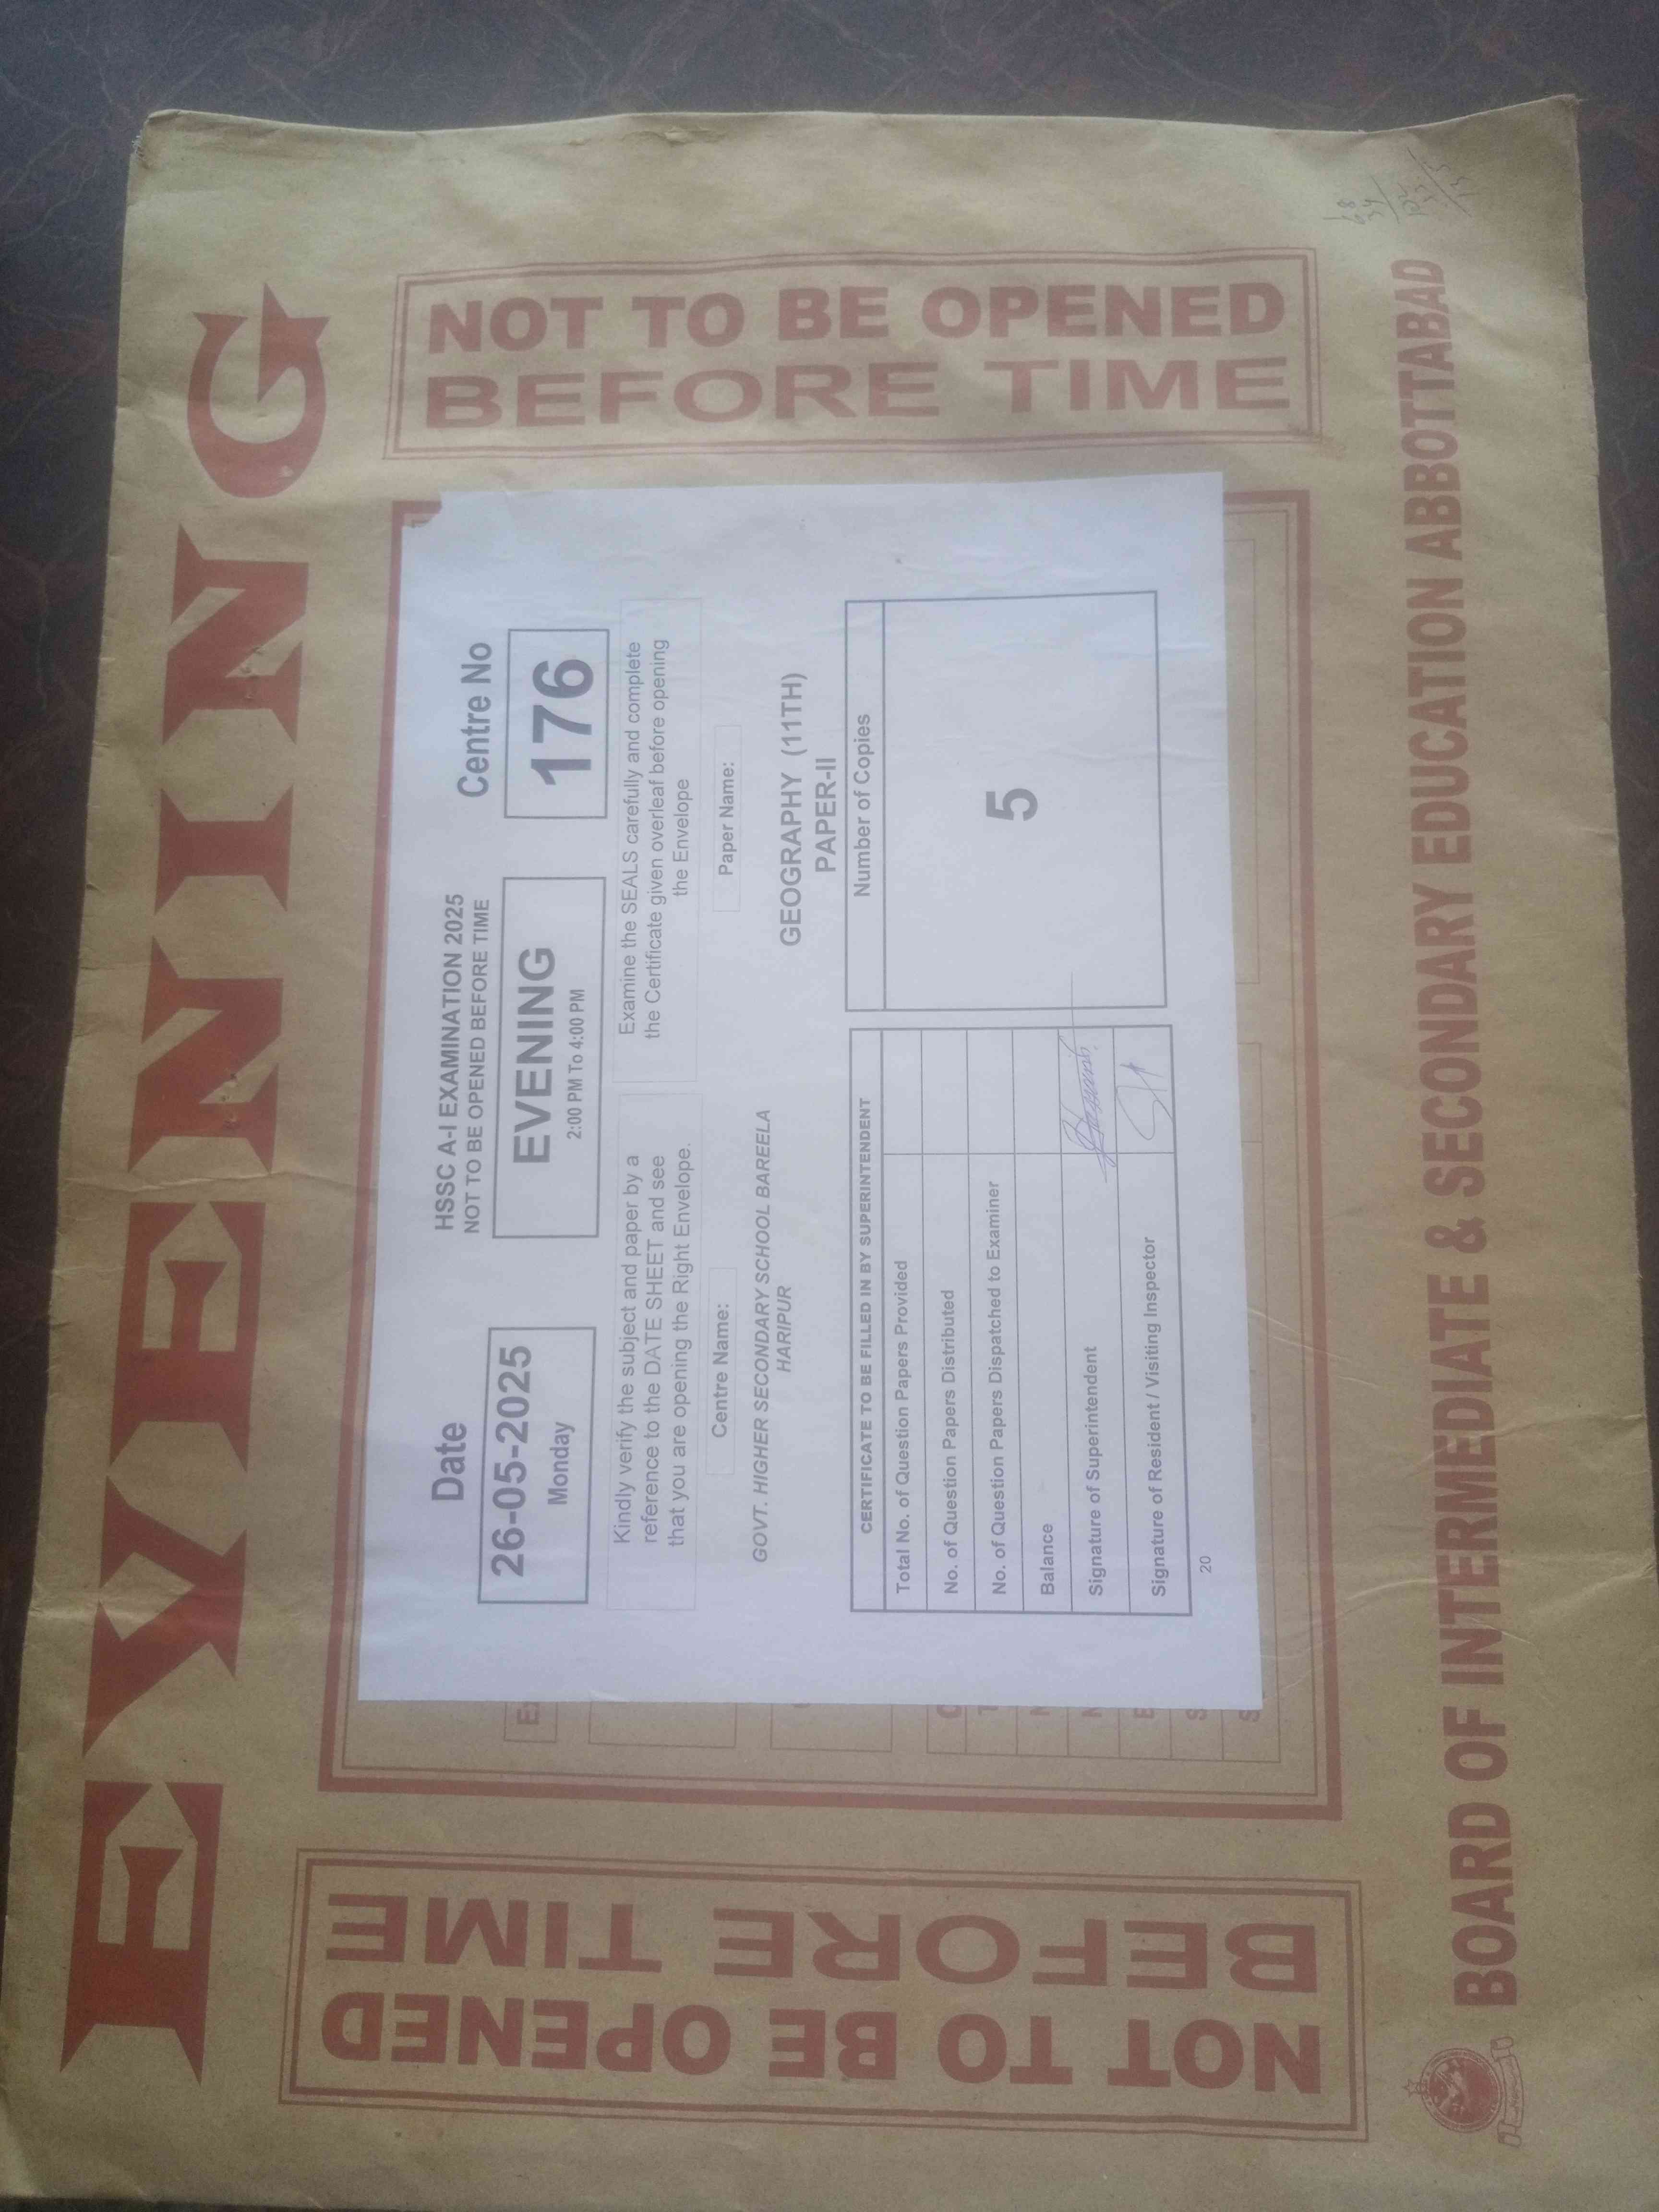 EVENING
NOT TO BE OPENED
BEFORE TIME
HSSC A-I EXAMINATION 2025
NOT TO BE OPENED BEFORE TIME
Date
26-05-2025
Monday
EVENING
2:00 PM To 4:00 PM
Centre No
176
Kindly verify the subject and paper by a
reference to the DATE SHEET and see
that you are opening the Right Envelope.
Examine the SEALS carefully and complete
the Certificate given overleaf before opening
the Envelope
Centre Name:
GOVT. HIGHER SECONDARY SCHOOL BAREELA
HARIPUR
Paper Name:
GEOGRAPHY (11TH)
PAPER-II
CERTIFICATE TO BE FILLED IN BY SUPERINTENDENT
Total No. of Question Papers Provided
No. of Question Papers Distributed
No. of Question Papers Dispatched to Examiner
Balance
Signature of Superintendent
Signature of Resident / Visiting Inspector
Number of Copies
5
20
NOT TO BE OPENED
BEFORE TIME
BOARD OF INTERMEDIATE & SECONDARY EDUCATION ABBOTTABAD